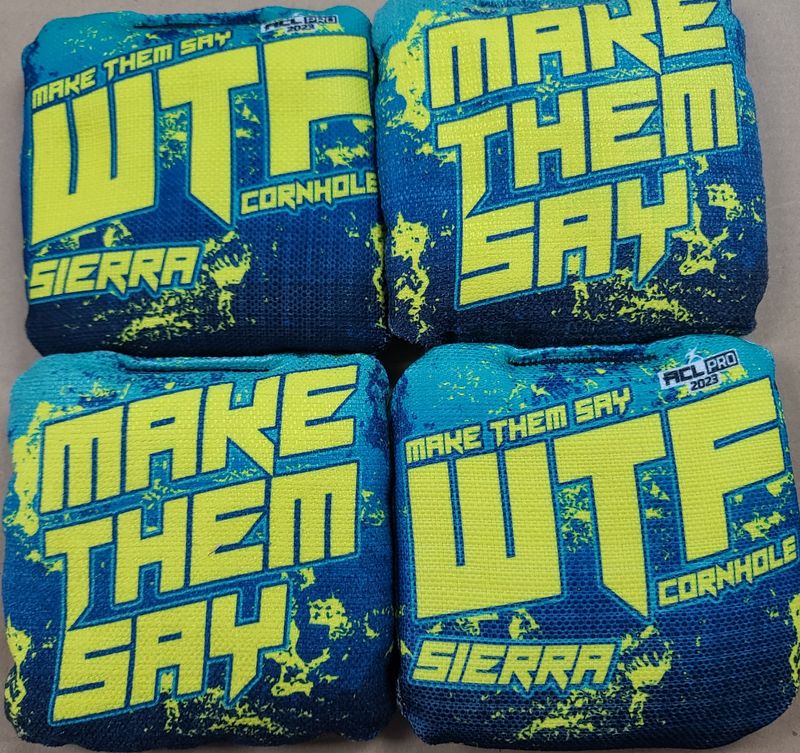 ACL PRO
2023
MAKE THEM SAY
WTF
CORNHOLE
SIERRA
MAKE
THEM
SAY
MAKE
THEM
SAY
ACL PRO
2023
MAKE THEM SAY
WTF
CORNHOLE
SIERRA